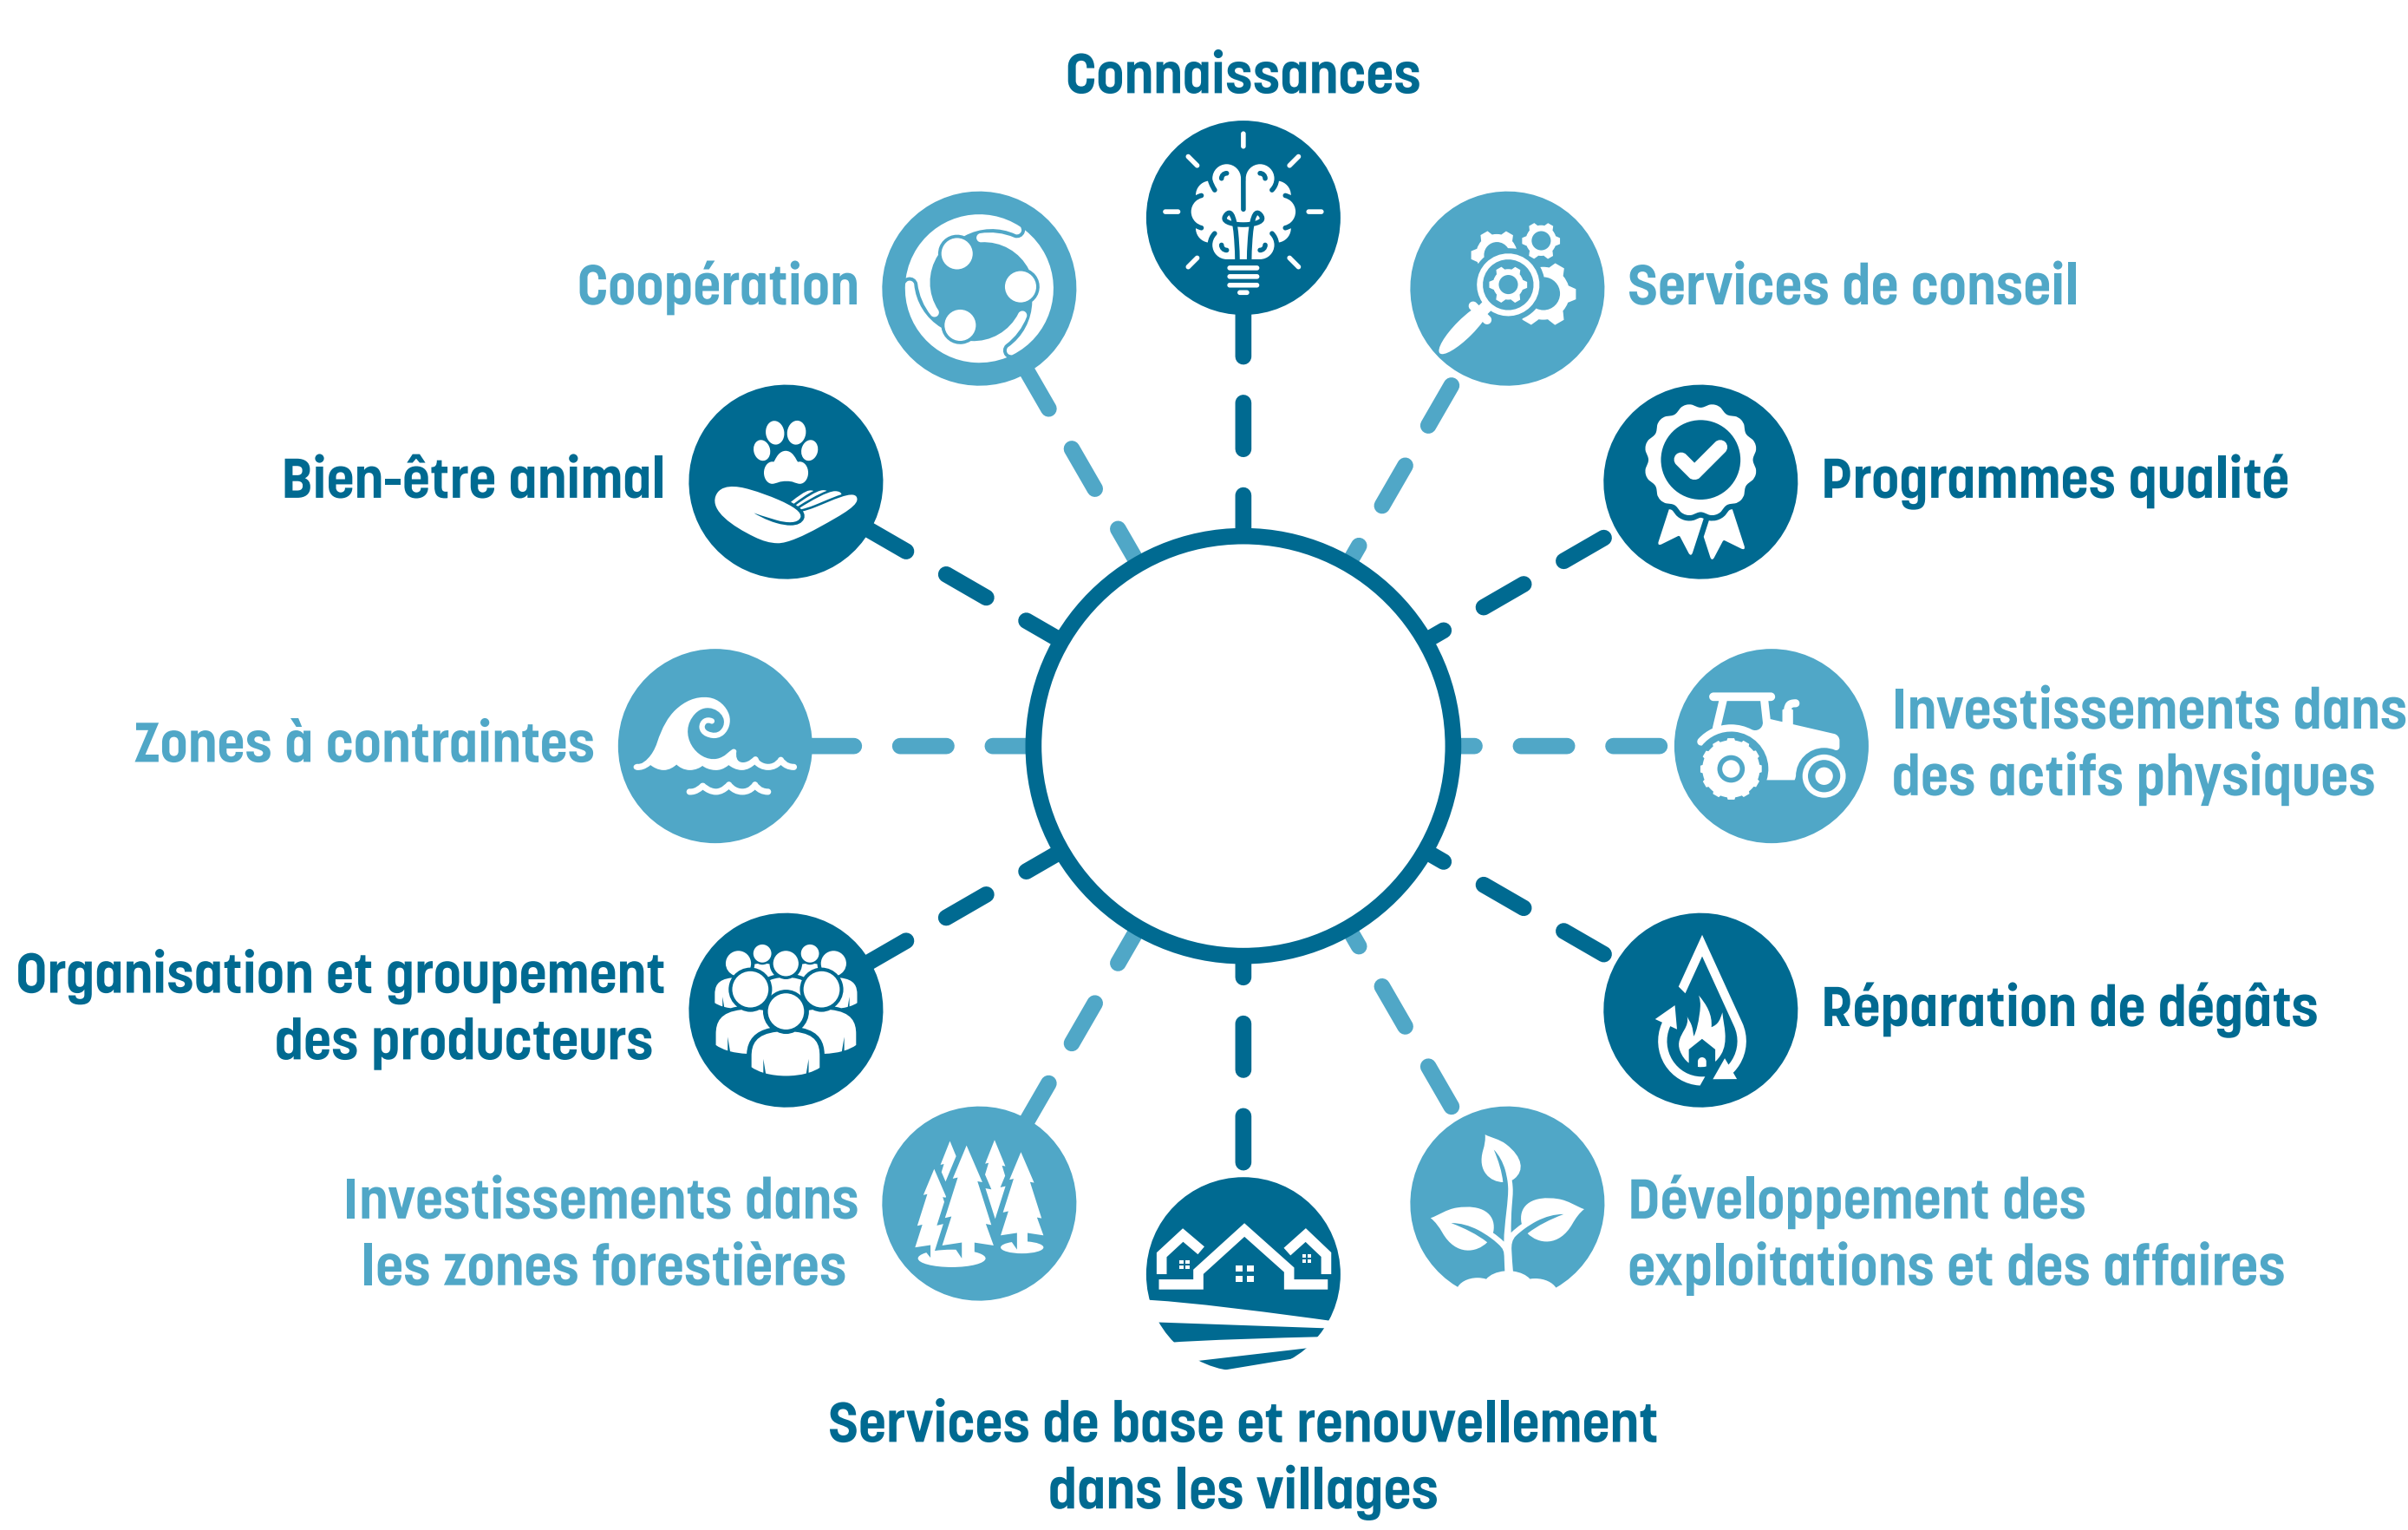 Connaissances
Coopération
Services de conseil
Bien-être animal
Programmes qualité
Zones à contraintes
Investissements dans
des actifs physiques
Organisation et groupement
des producteurs
Réparation de dégâts
Investissements dans
les zones forestières
Développement des
exploitations et des affaires
Services de base et renouvellement
dans les villages